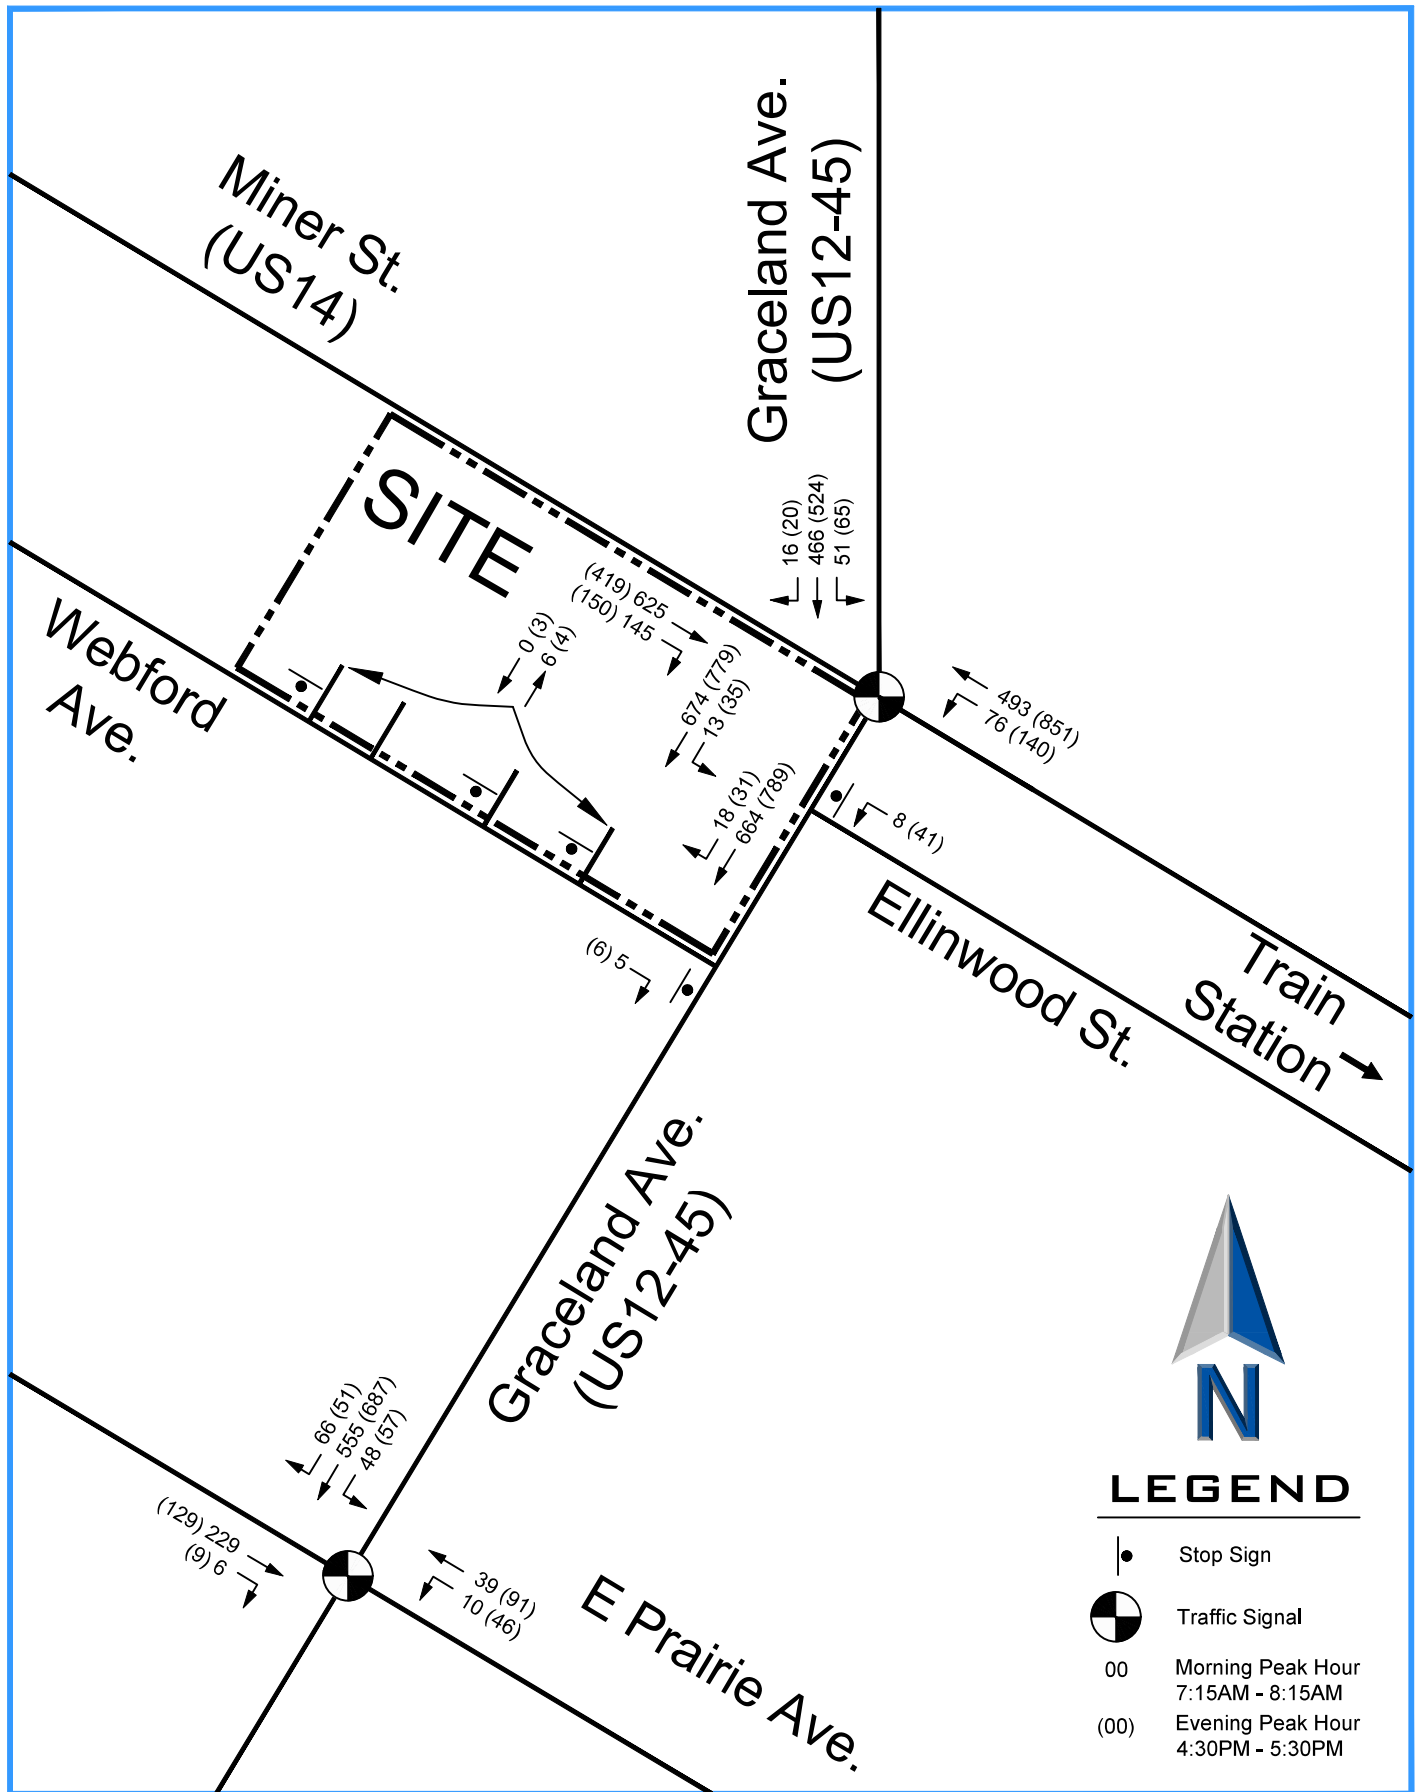 Graceland Ave.
(US12-45)
Miner St.
(US14)
16 (20)
466 (524)
51 (65)
SITE
(419) 625
(150) 145
0 (3)
6 (4)
Webford
Ave.
674 (779)
13 (35)
493 (851)
76 (140)
18 (31)
664 (789)
8 (41)
Ellinwood St.
Train
Station
(6) 5
Graceland Ave.
(US12-45)
66 (51)
555 (687)
48 (57)
(129) 229
(9) 6
39 (91)
10 (46)
E Prairie Ave.
N
LEGEND
Stop Sign
Traffic Signal
00 Morning Peak Hour
7:15AM - 8:15AM
(00) Evening Peak Hour
4:30PM - 5:30PM